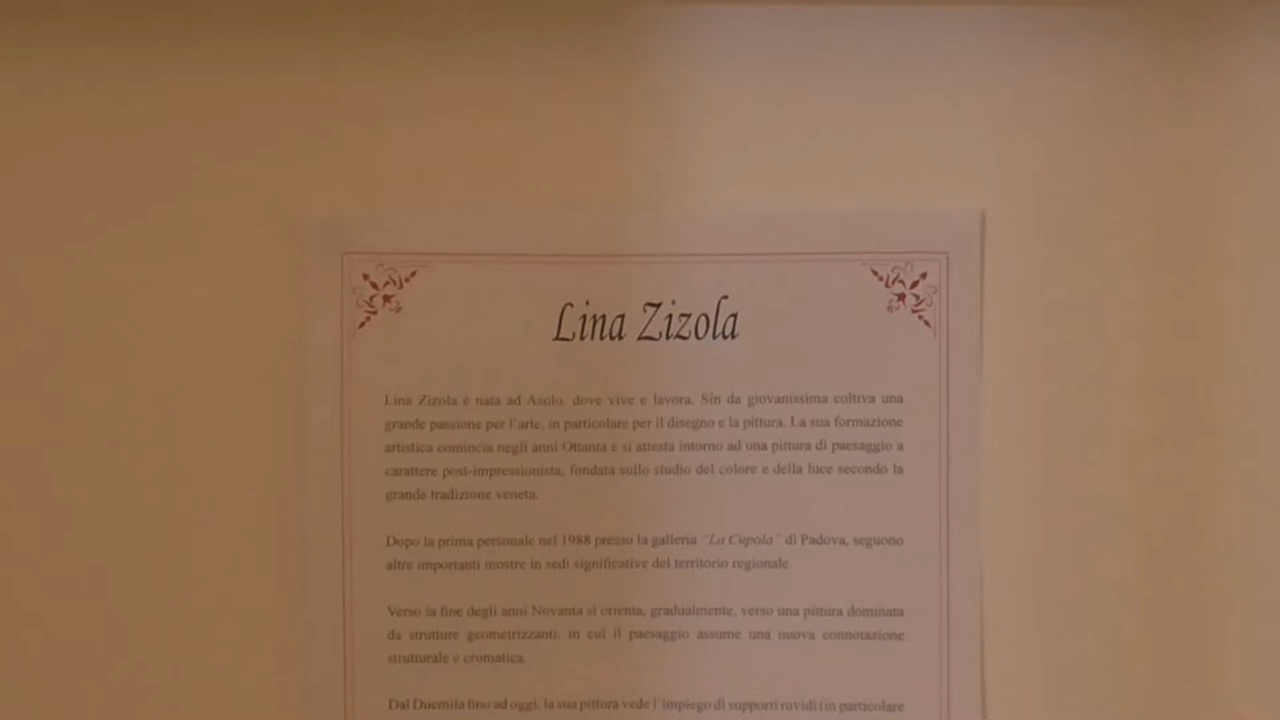 Lina Zizola
Lina Zizola è nata ad Asolo, dove vive e lavora. Sin da giovanissima coltiva una
grande passione per l'arte, in particolare per il disegno e la pittura. La sua formazione
artistica comincia negli anni Ottanta e si attesta intorno ad una pittura di paesaggio a
carattere post-impressionista, fondata sullo studio del colore e della luce secondo la
grande tradizione veneta.
Dopo la prima personale nel 1988 presso la galleria "La Cupola" di Padova, seguono
altre importanti mostre in sedi significative del territorio regionale.
Verso la fine degli anni Novanta si orienta, gradualmente, verso una pittura dominata
da strutture geometrizzanti, in cui il paesaggio assume una nuova connotazione
strutturale e cromatica.
Dal Duemila fino ad oggi, la sua pittura vede l'impiego di supporti ruvidi (in particolare